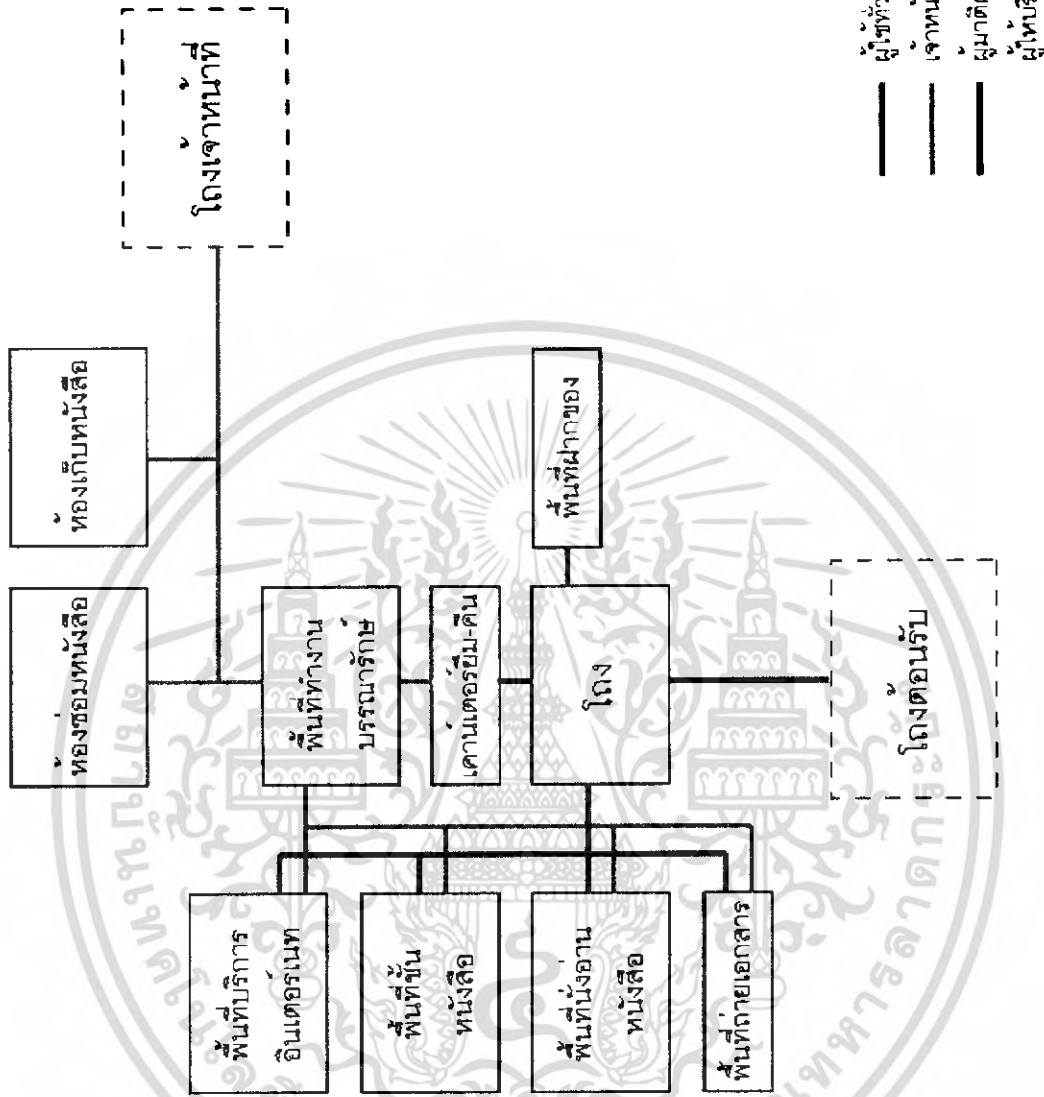 โถงเจ้าหน้าที่
ห้องเก็บหนังสือ
ห้องซ่อมหนังสือ
พื้นที่ทำงาน
บรรณารักษ์
เคาน์เตอร์ยืม-คืน
พื้นที่ฝากของ
โถง
โถงต้อนรับ
พื้นที่บริการ
อินเตอร์เนท
พื้นที่ชั้น
หนังสือ
พื้นที่นั่งอ่าน
หนังสือ
พื้นที่ถ่ายเอกสาร